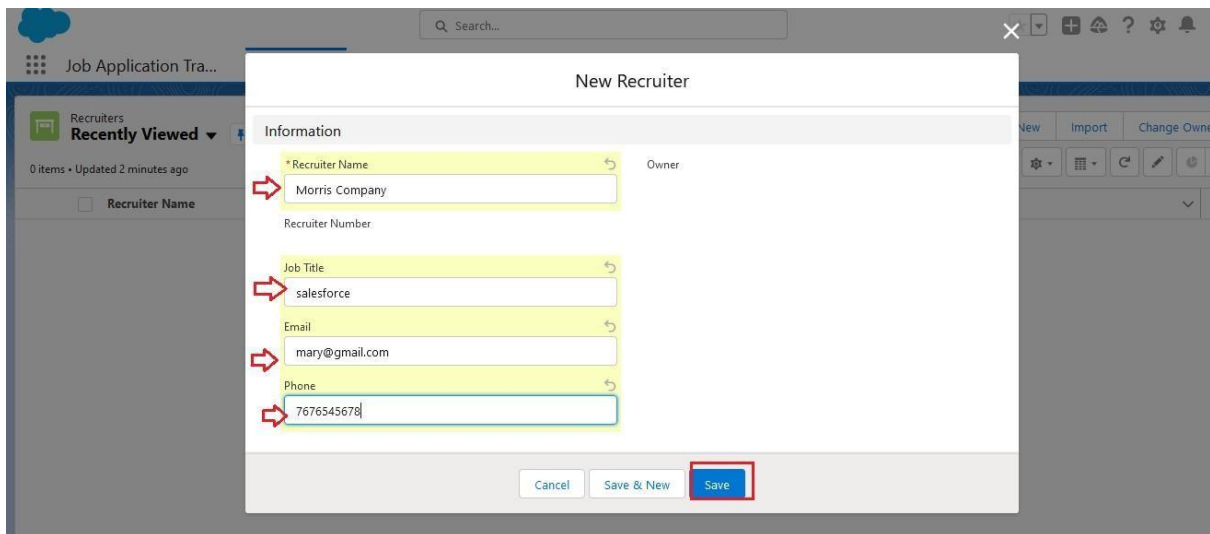 Search...
Job Application Tra...
New Recruiter
Recruiters
Recently Viewed
New Import Change Owne
Information
0 items • Updated 2 minutes ago
*Recruiter Name
Owner
Morris Company
Recruiter Name
Recruiter Number
Job Title
salesforce
Email
mary@gmail.com
Phone
7676545678
Cancel Save & New Save